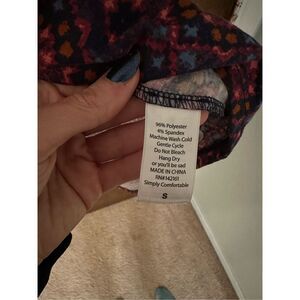 96% Polyester
4% Spandex
Machine Wash Cold
Gentle Cycle
Do Not Bleach
Hang Dry
or you'll be sad
MADE IN CHINA
RN#142161
Simply Comfortable
S